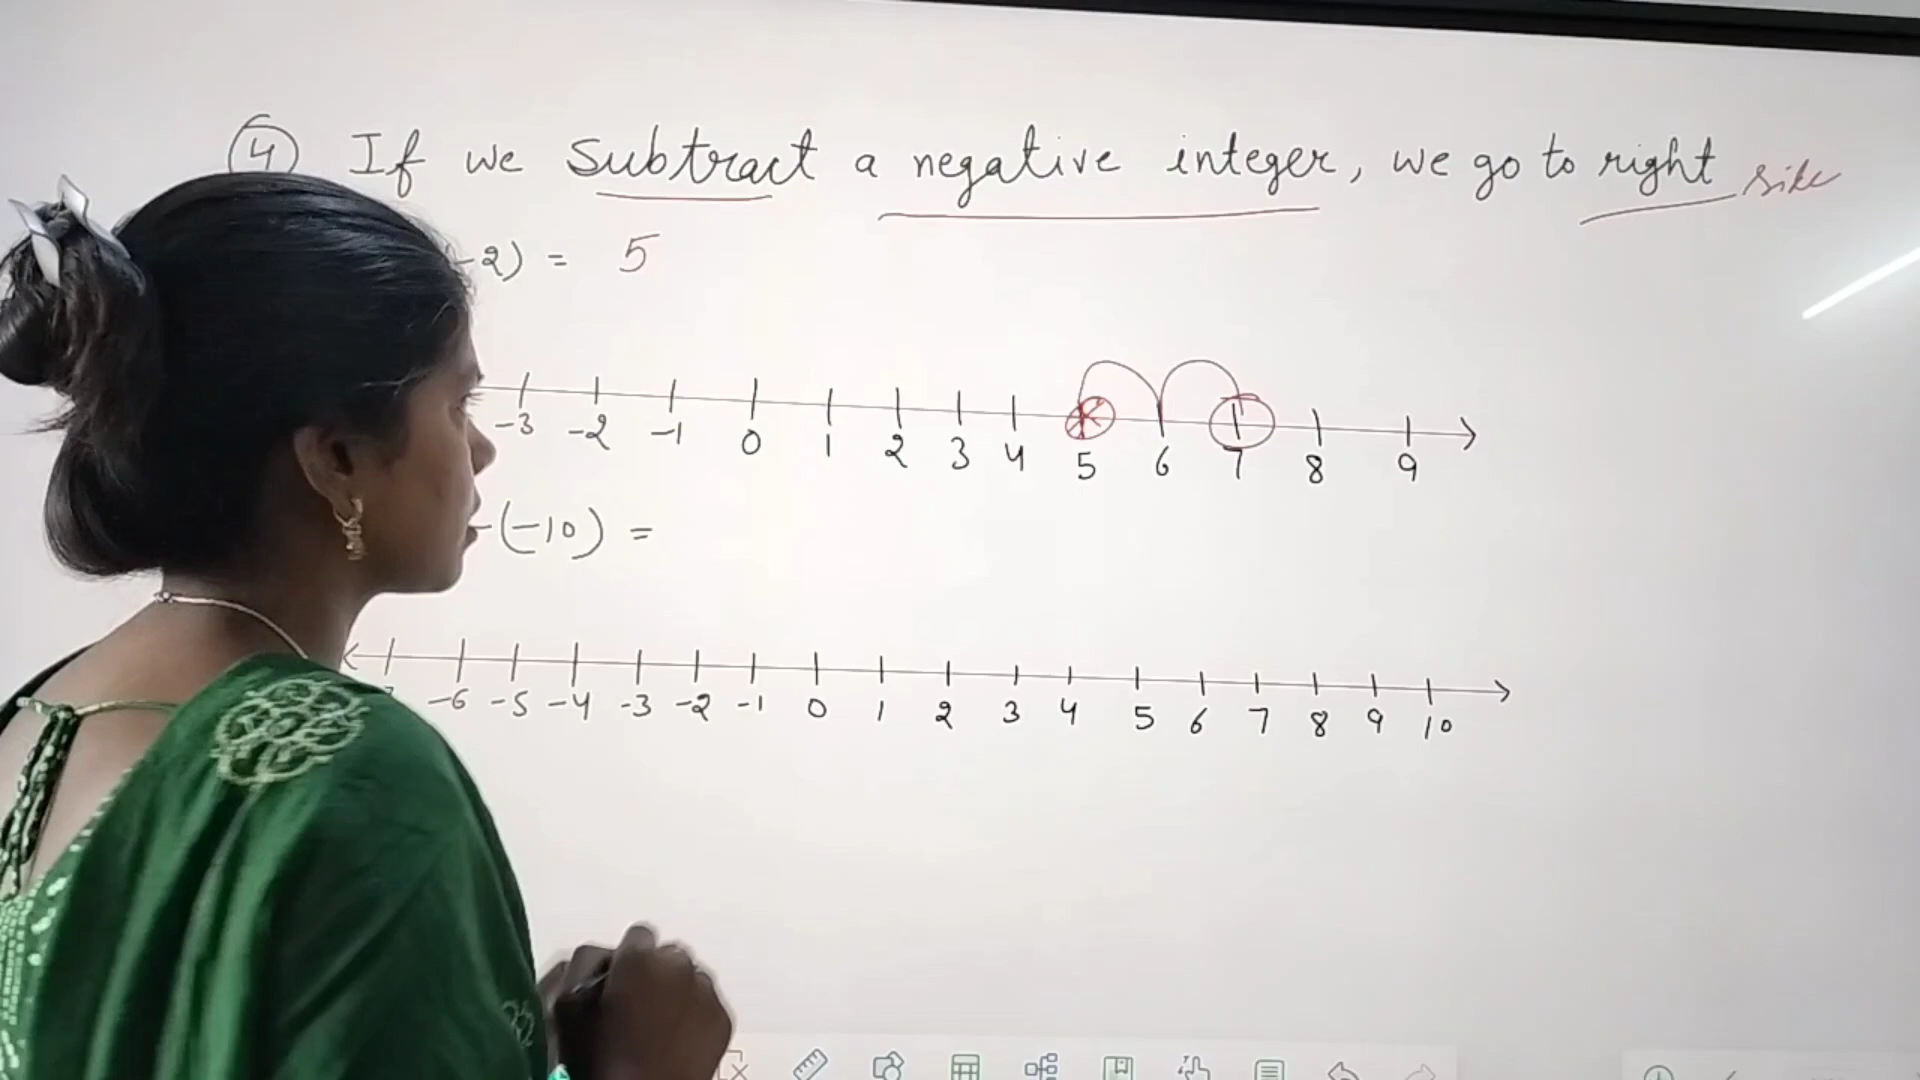 4 If we subtract a negative integer, we go to right side
-2) = 5
-3 -2 -1 0 1 2 3 4 5 6 7 8 9
-(-10) =
-6 -5 -4 -3 -2 -1 0 1 2 3 4 5 6 7 8 9 10